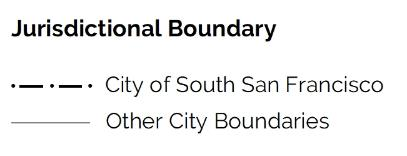 Jurisdictional Boundary
City of South San Francisco
Other City Boundaries